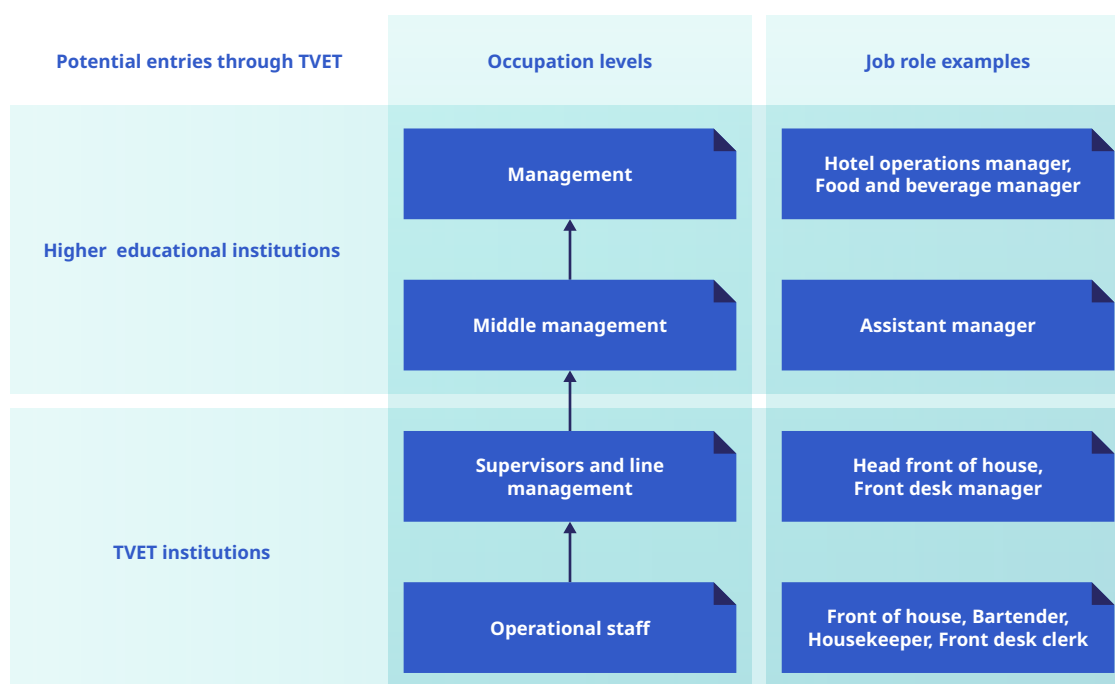 Potential entries through TVET
Occupation levels
Job role examples
Higher educational institutions
Management
Hotel operations manager,
Food and beverage manager
Middle management
Assistant manager
TVET institutions
Supervisors and line
management
Head front of house,
Front desk manager
Operational staff
Front of house, Bartender,
Housekeeper, Front desk clerk